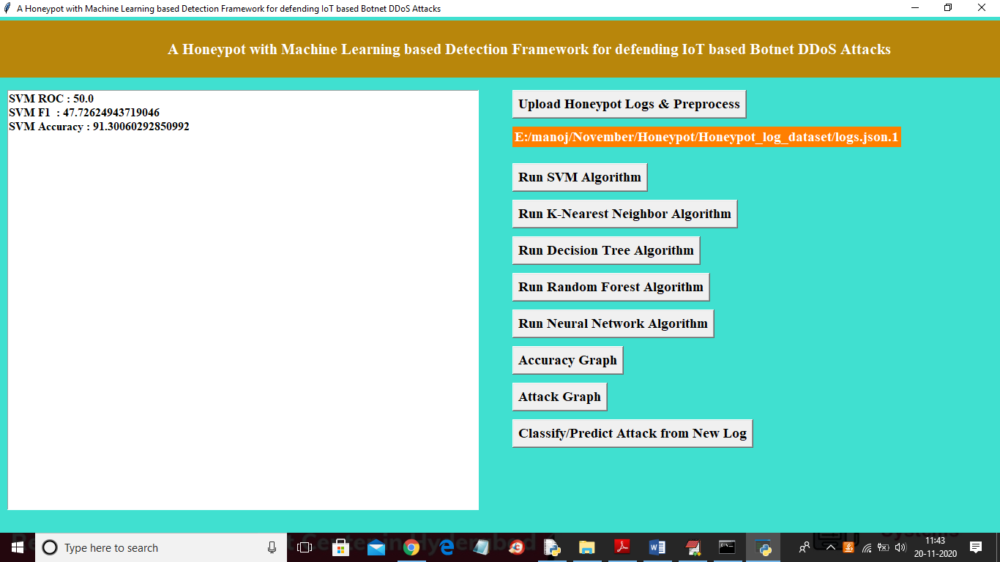 A Honeypot with Machine Learning based Detection Framework for defending IoT based Botnet DDoS Attacks
A Honeypot with Machine Learning based Detection Framework for defending IoT based Botnet DDoS Attacks
SVM ROC : 50.0
SVM F1 : 47.72624943719046
SVM Accuracy : 91.30060292850992
Upload Honeypot Logs & Preprocess
E:/manoj/November/Honeypot/Honeypot_log_dataset/logs.json.1
Run SVM Algorithm
Run K-Nearest Neighbor Algorithm
Run Decision Tree Algorithm
Run Random Forest Algorithm
Run Neural Network Algorithm
Accuracy Graph
Attack Graph
Classify/Predict Attack from New Log
Type here to search
11:43
20-11-2020